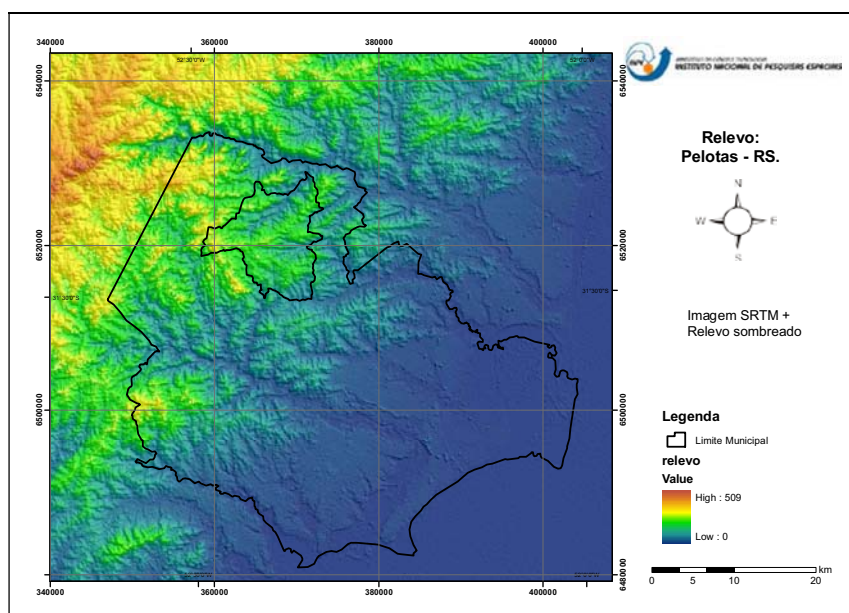 340000 360000 380000 400000
52°30'0"W 52°0'0"W
6540000 6540000
INSTITUTO NACIONAL DE PESQUISAS ESPACIAIS
Relevo:
Pelotas - RS.
N
W E
S
6520000 6520000
31°30'0"S 31°30'0"S
Imagem SRTM +
Relevo sombreado
6500000 6500000
Legenda
Limite Municipal
relevo
Value
High : 509
Low : 0
6480000
km
0 5 10 20
340000 360000 380000 400000